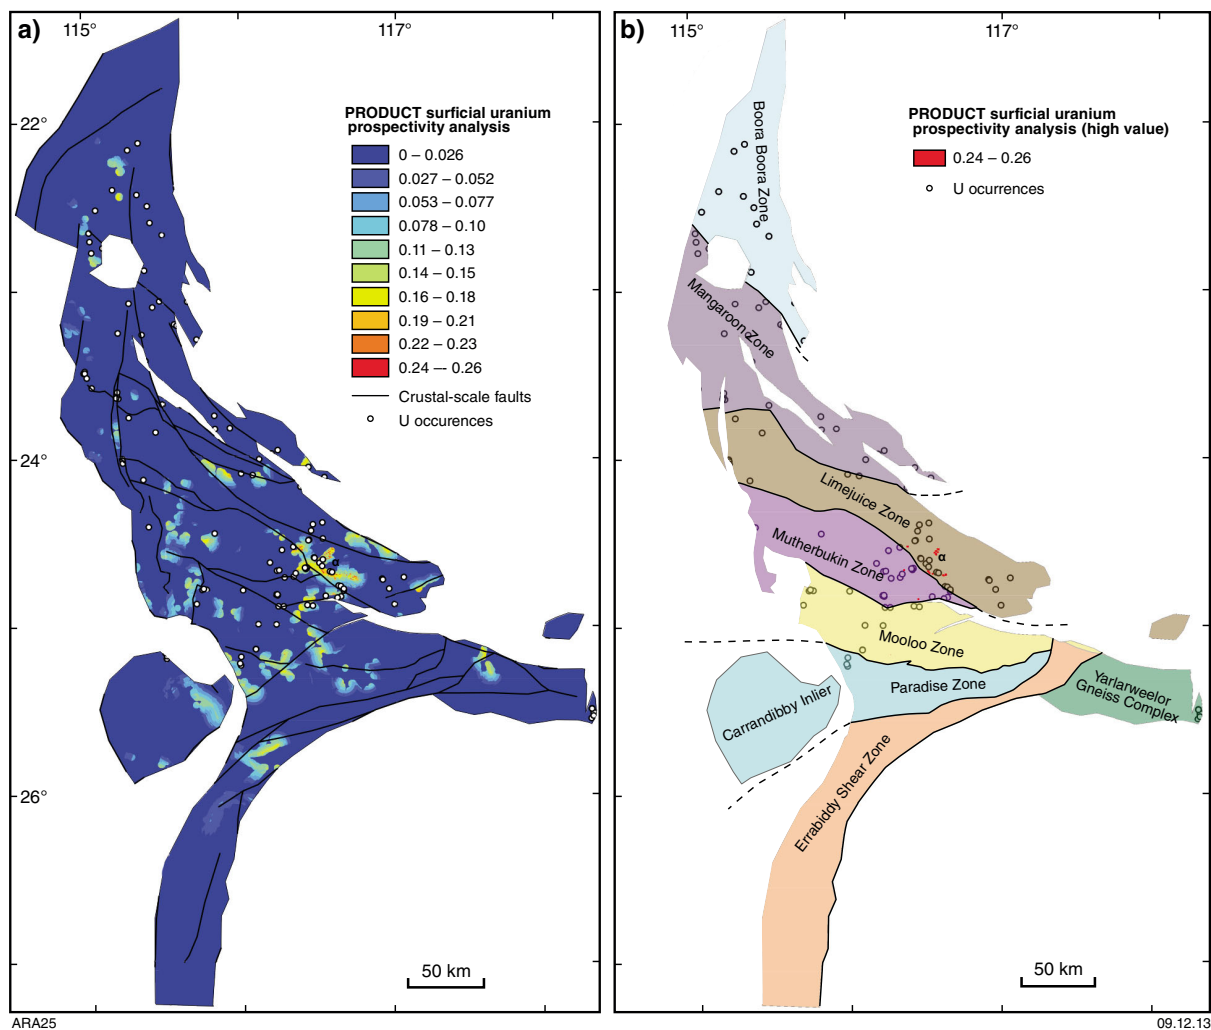 a)
115°
117°
22°
24°
26°
PRODUCT surficial uranium
prospectivity analysis
0 – 0.026
0.027 – 0.052
0.053 – 0.077
0.078 – 0.10
0.11 – 0.13
0.14 – 0.15
0.16 – 0.18
0.19 – 0.21
0.22 – 0.23
0.24 –- 0.26
Crustal-scale faults
U occurences
α
50 km
ARA25
b)
115°
117°
PRODUCT surficial uranium
prospectivity analysis (high value)
0.24 – 0.26
U ocurrences
Boora Boora Zone
Mangaroon Zone
Limejuice Zone
α
Mutherbukin Zone
Mooloo Zone
Paradise Zone
Carrandibby Inlier
Yarlarweelor
Gneiss Complex
Errabiddy Shear Zone
50 km
09.12.13